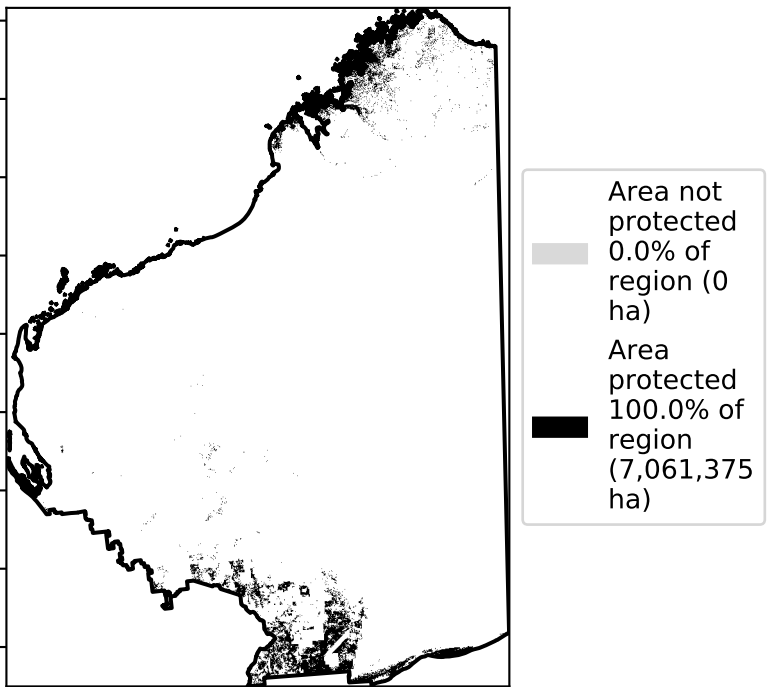 Area not
protected
0.0% of
region (0
ha)
Area
protected
100.0% of
region
(7,061,375
ha)